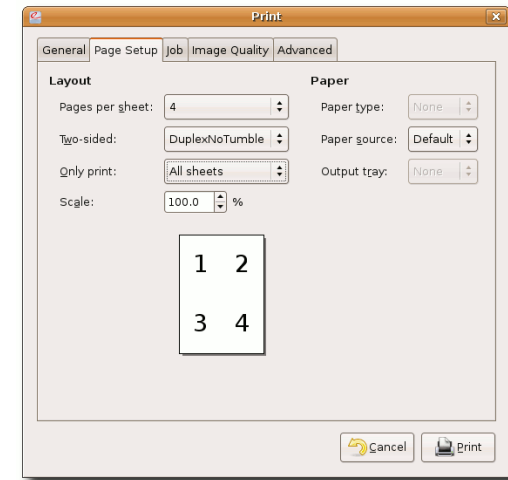 Print
General Page Setup Job Image Quality Advanced
Layout Paper
Pages per sheet: 4 Paper type: None
Two-sided: DuplexNoTumble Paper source: Default
Only print: All sheets Output tray: None
Scale: 100.0 %
1 2
3 4
Cancel Print